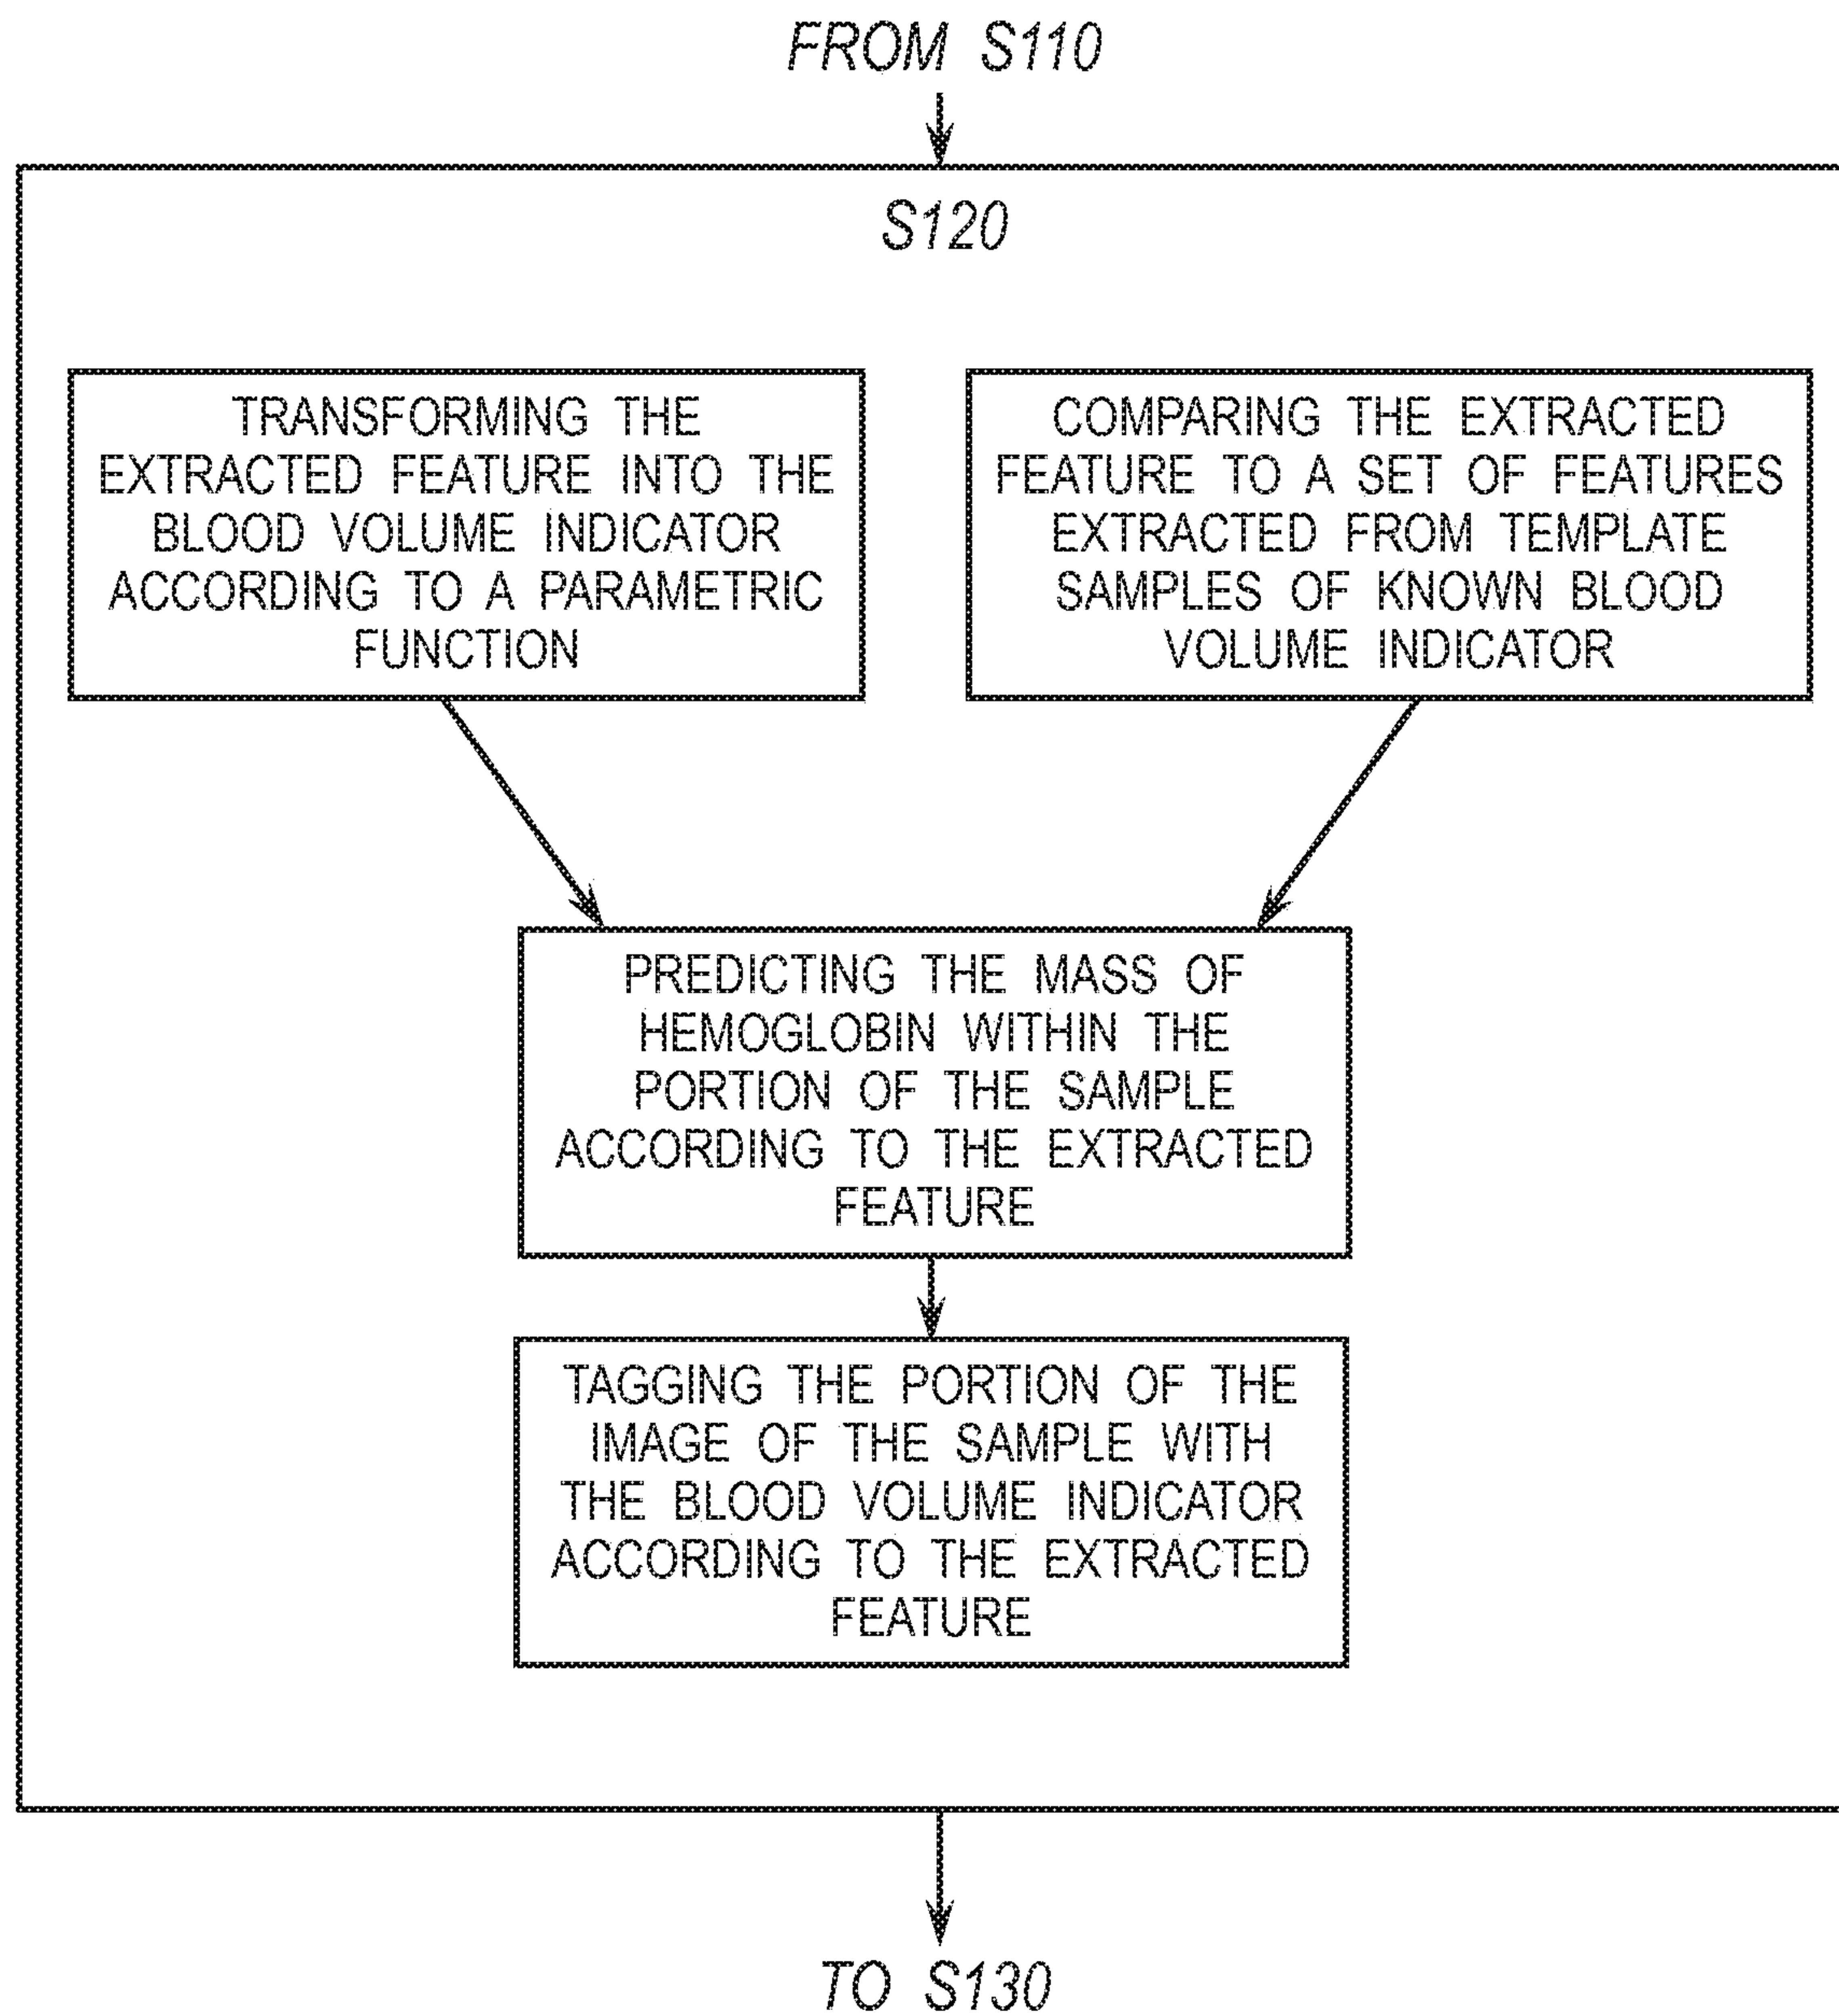 FROM S110
S120
TRANSFORMING THE
EXTRACTED FEATURE INTO THE
BLOOD VOLUME INDICATOR
ACCORDING TO A PARAMETRIC
FUNCTION
COMPARING THE EXTRACTED
FEATURE TO A SET OF FEATURES
EXTRACTED FROM TEMPLATE
SAMPLES OF KNOWN BLOOD
VOLUME INDICATOR
PREDICTING THE MASS OF
HEMOGLOBIN WITHIN THE
PORTION OF THE SAMPLE
ACCORDING TO THE EXTRACTED
FEATURE
TAGGING THE PORTION OF THE
IMAGE OF THE SAMPLE WITH
THE BLOOD VOLUME INDICATOR
ACCORDING TO THE EXTRACTED
FEATURE
TO S130